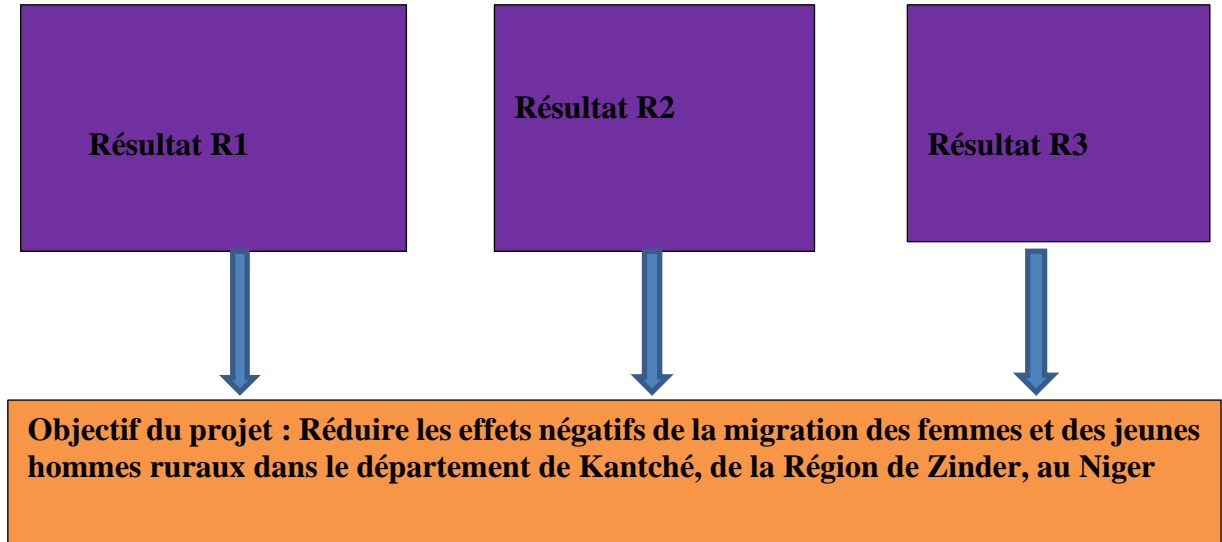 Résultat R1
Résultat R2
Résultat R3
Objectif du projet : Réduire les effets négatifs de la migration des femmes et des jeunes
hommes ruraux dans le département de Kantché, de la Région de Zinder, au Niger